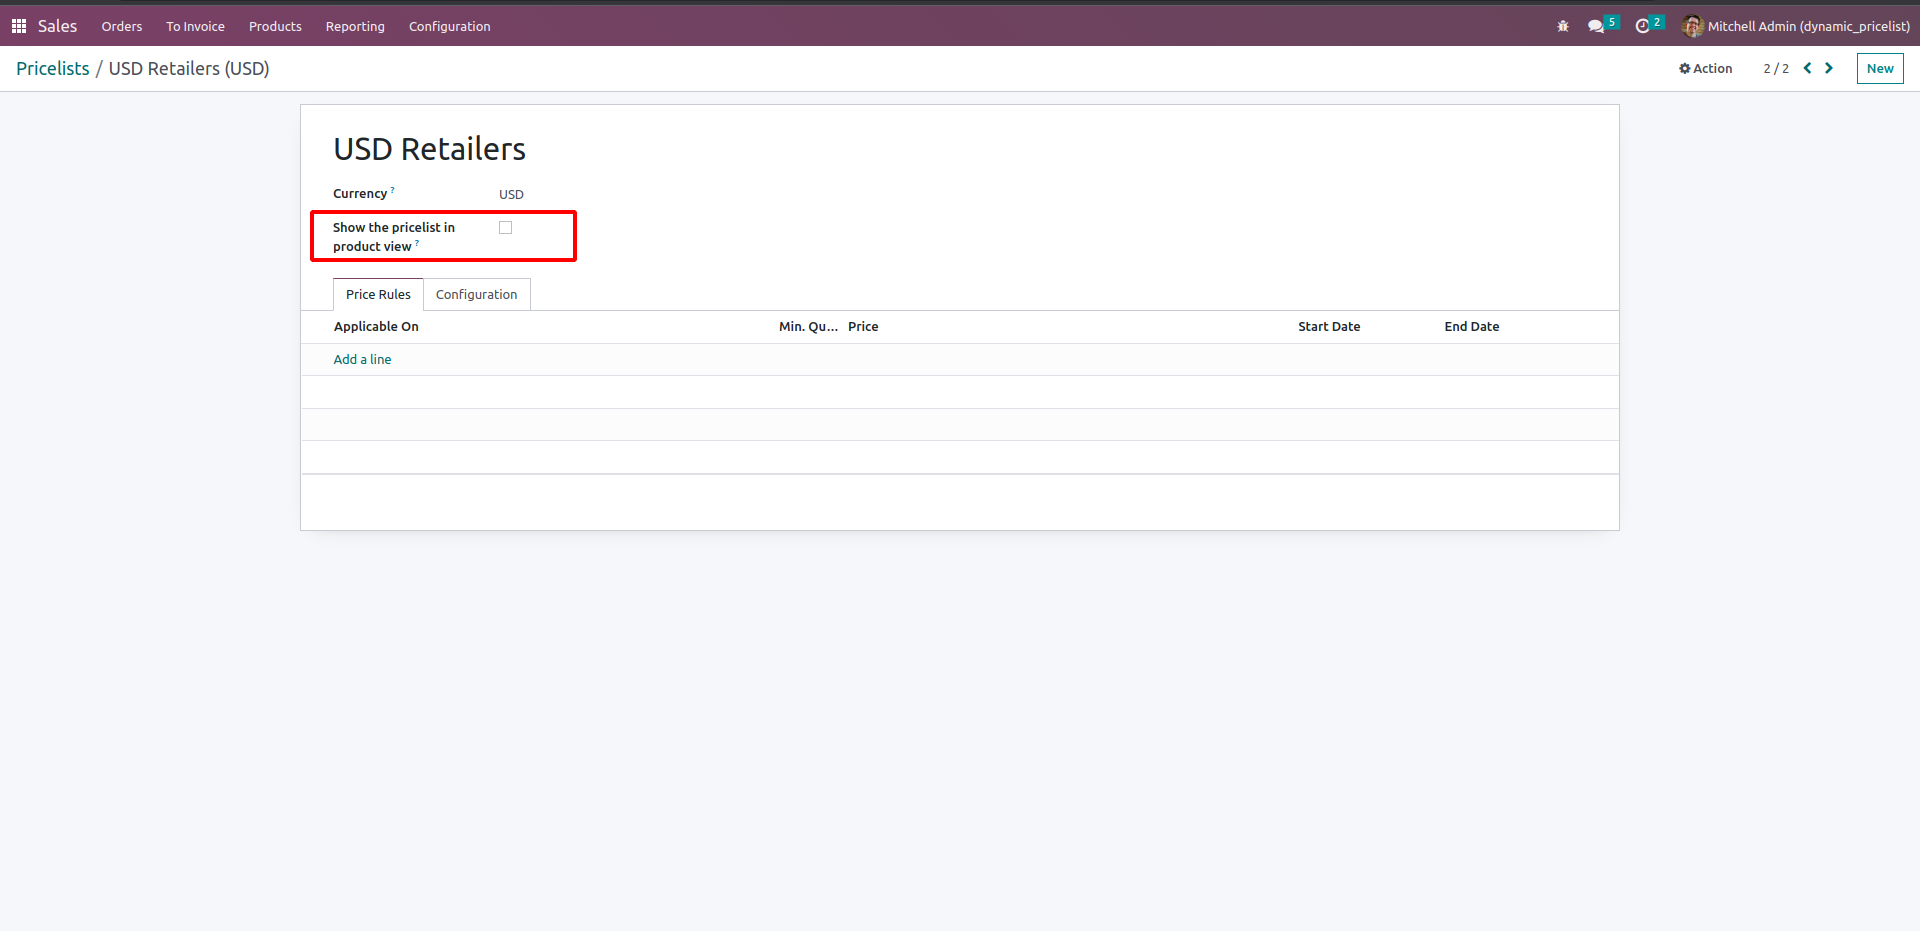 Sales Orders To Invoice Products Reporting Configuration 5 2 Mitchell Admin (dynamic_pricelist)
Pricelists / USD Retailers (USD) Action 2 / 2 New
USD Retailers
Currency ? USD
Show the pricelist in
product view ?
Price Rules Configuration
Applicable On Min. Qu... Price Start Date End Date
Add a line